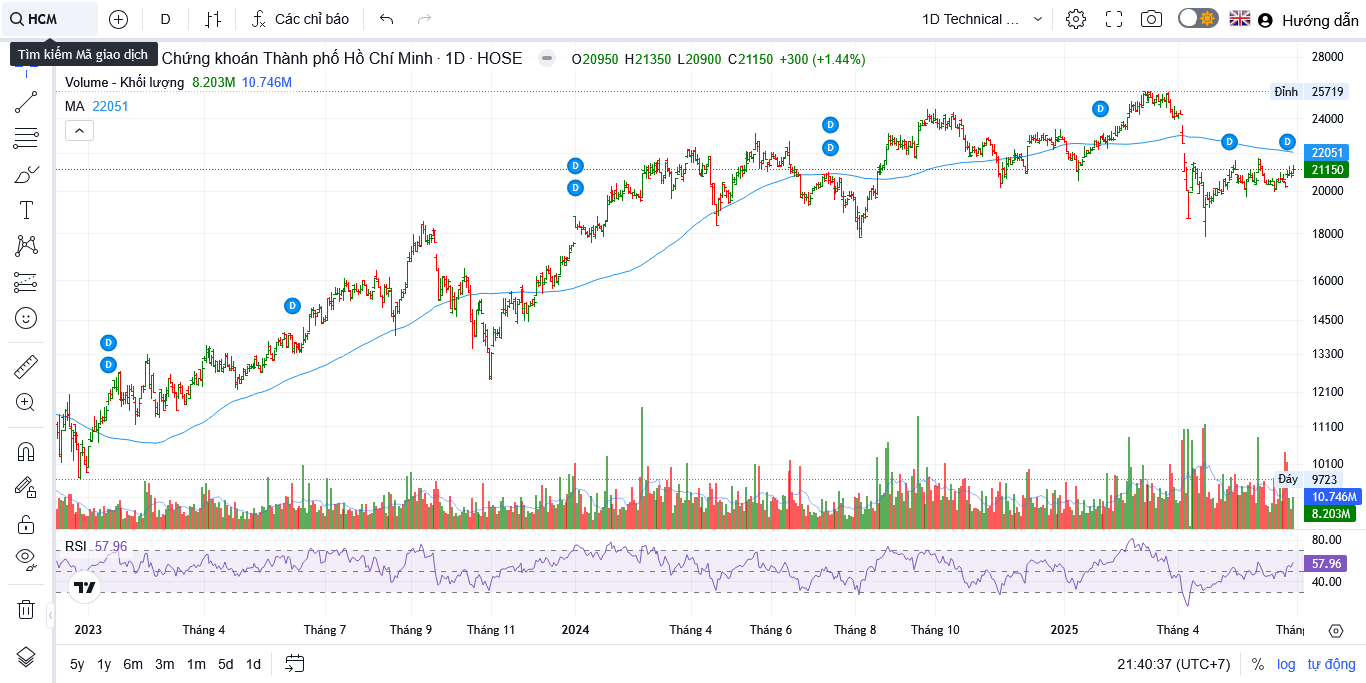 HCM D Các chỉ báo 1D Technical ... Hướng dẫn
Tìm kiếm Mã giao dịch
Chứng khoán Thành phố Hồ Chí Minh · 1D · HOSE O20950 H21350 L20900 C21150 +300 (+1.44%)
Volume - Khối lượng 8.203M 10.746M
MA 22051
28000
Đỉnh 25719
24000
22051
21150
20000
18000
16000
14500
13300
12100
11100
10100
Đáy 9723
10.746M
8.203M
D
D
D
D
D
D
D
D
D
D
RSI 57.96
80.00
57.96
40.00
2023 Tháng 4 Tháng 7 Tháng 9 Tháng 11 2024 Tháng 4 Tháng 6 Tháng 8 Tháng 10 2025 Tháng 4
5y 1y 6m 3m 1m 5d 1d 21:40:37 (UTC+7) % log tự động